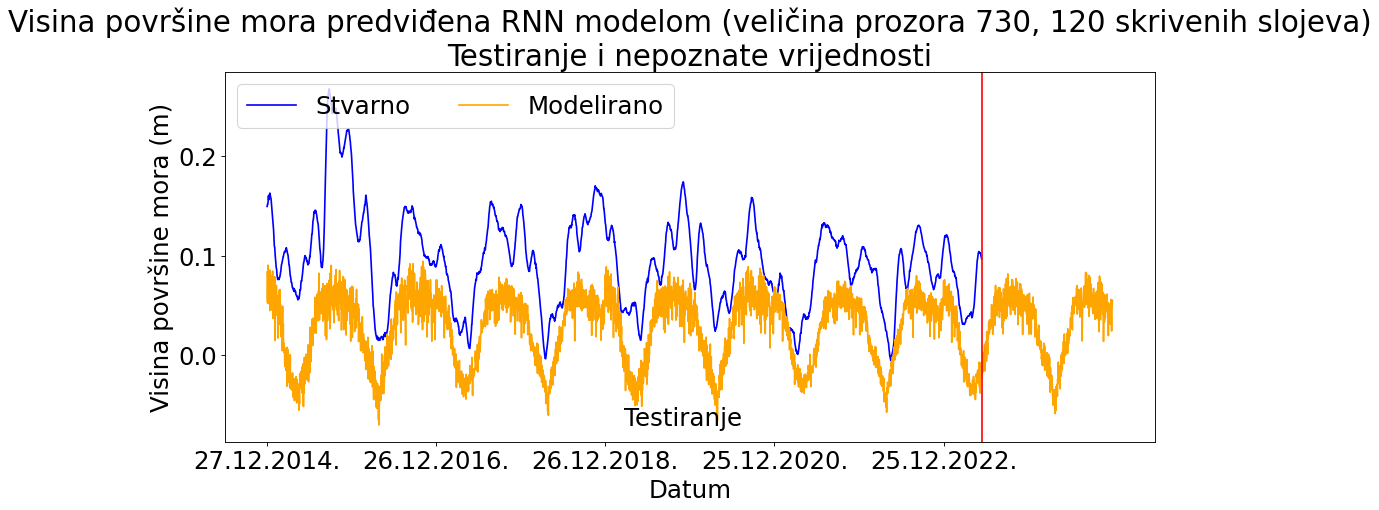 Visina površine mora predviđena RNN modelom (veličina prozora 730, 120 skrivenih slojeva)
Testiranje i nepoznate vrijednosti
Stvarno
Modelirano
Visina površine mora (m)
0.2
0.1
0.0
Testiranje
27.12.2014.
26.12.2016.
26.12.2018.
25.12.2020.
25.12.2022.
Datum